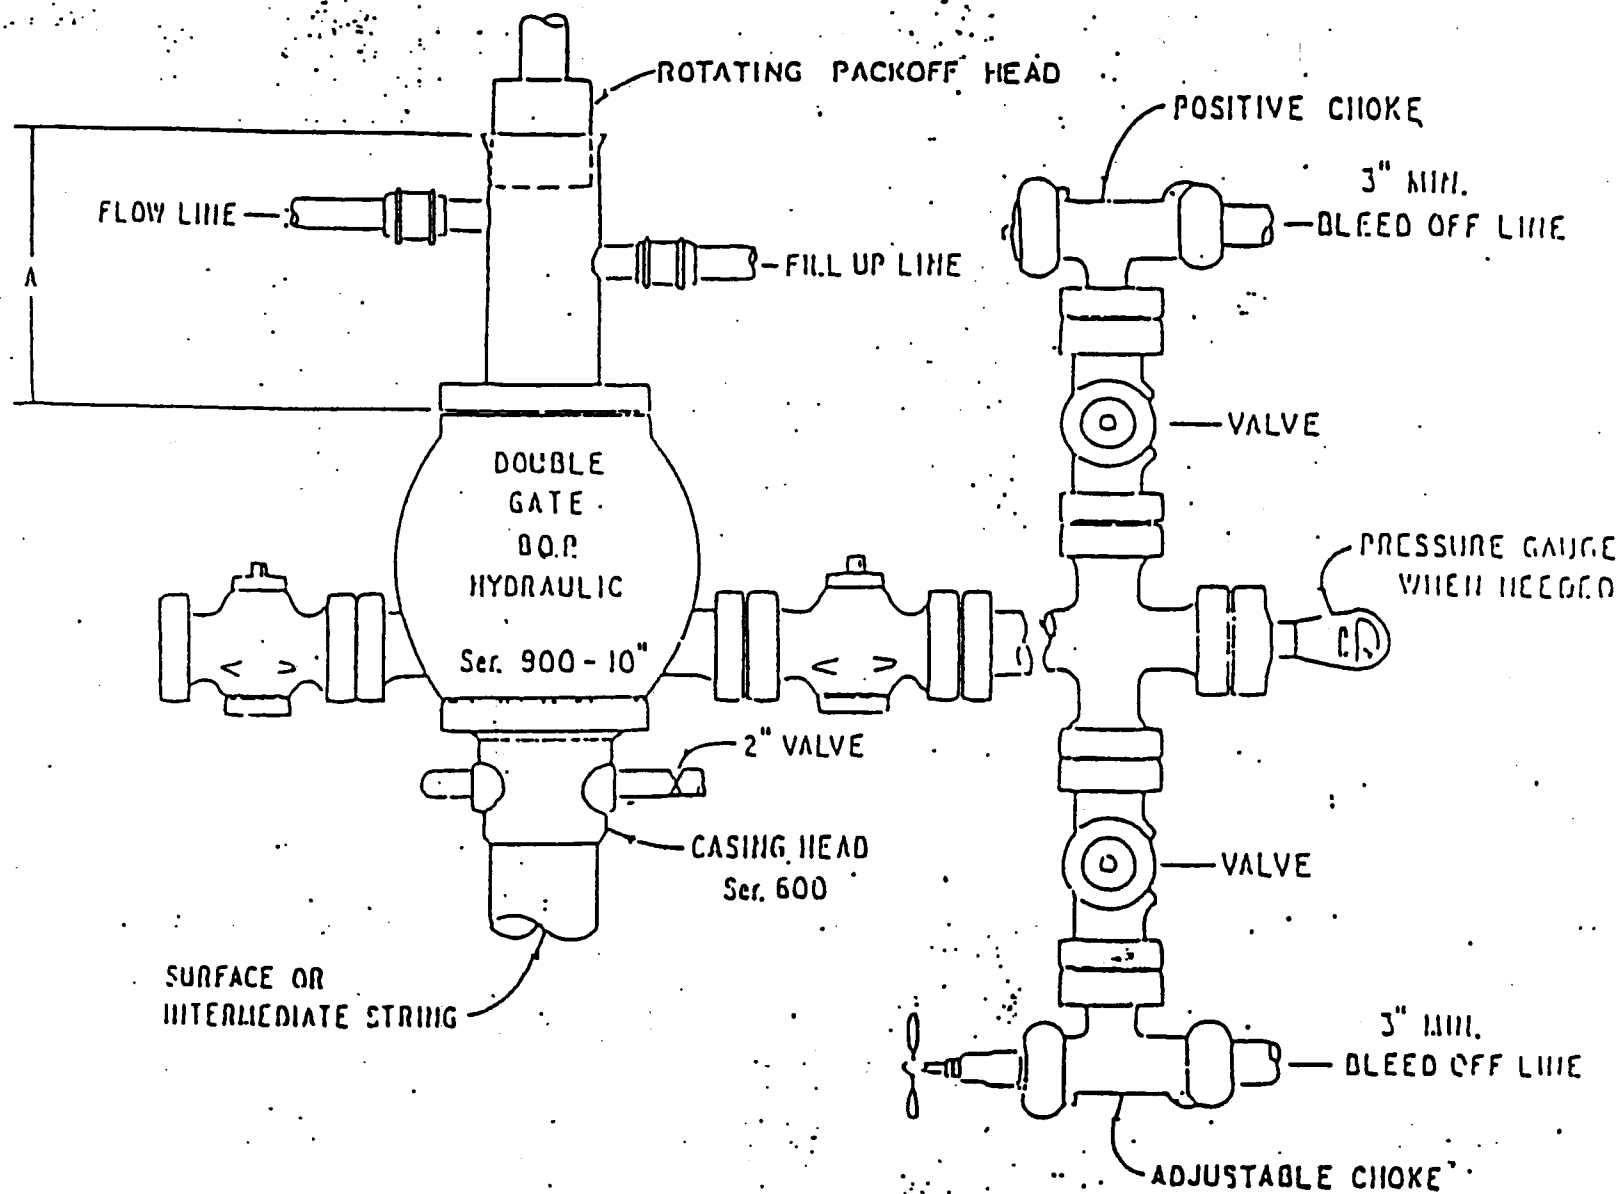 ROTATING PACKOFF HEAD
POSITIVE CHOKE
3" MIN.
BLEED OFF LINE
FLOW LINE
FILL UP LINE
A
VALVE
DOUBLE
GATE
B.O.P.
HYDRAULIC
Ser. 900 - 10"
PRESSURE GAUGE
WHEN NEEDED
2" VALVE
CASING HEAD
Ser. 600
VALVE
SURFACE OR
INTERMEDIATE STRING
3" MIN.
BLEED OFF LINE
ADJUSTABLE CHOKE